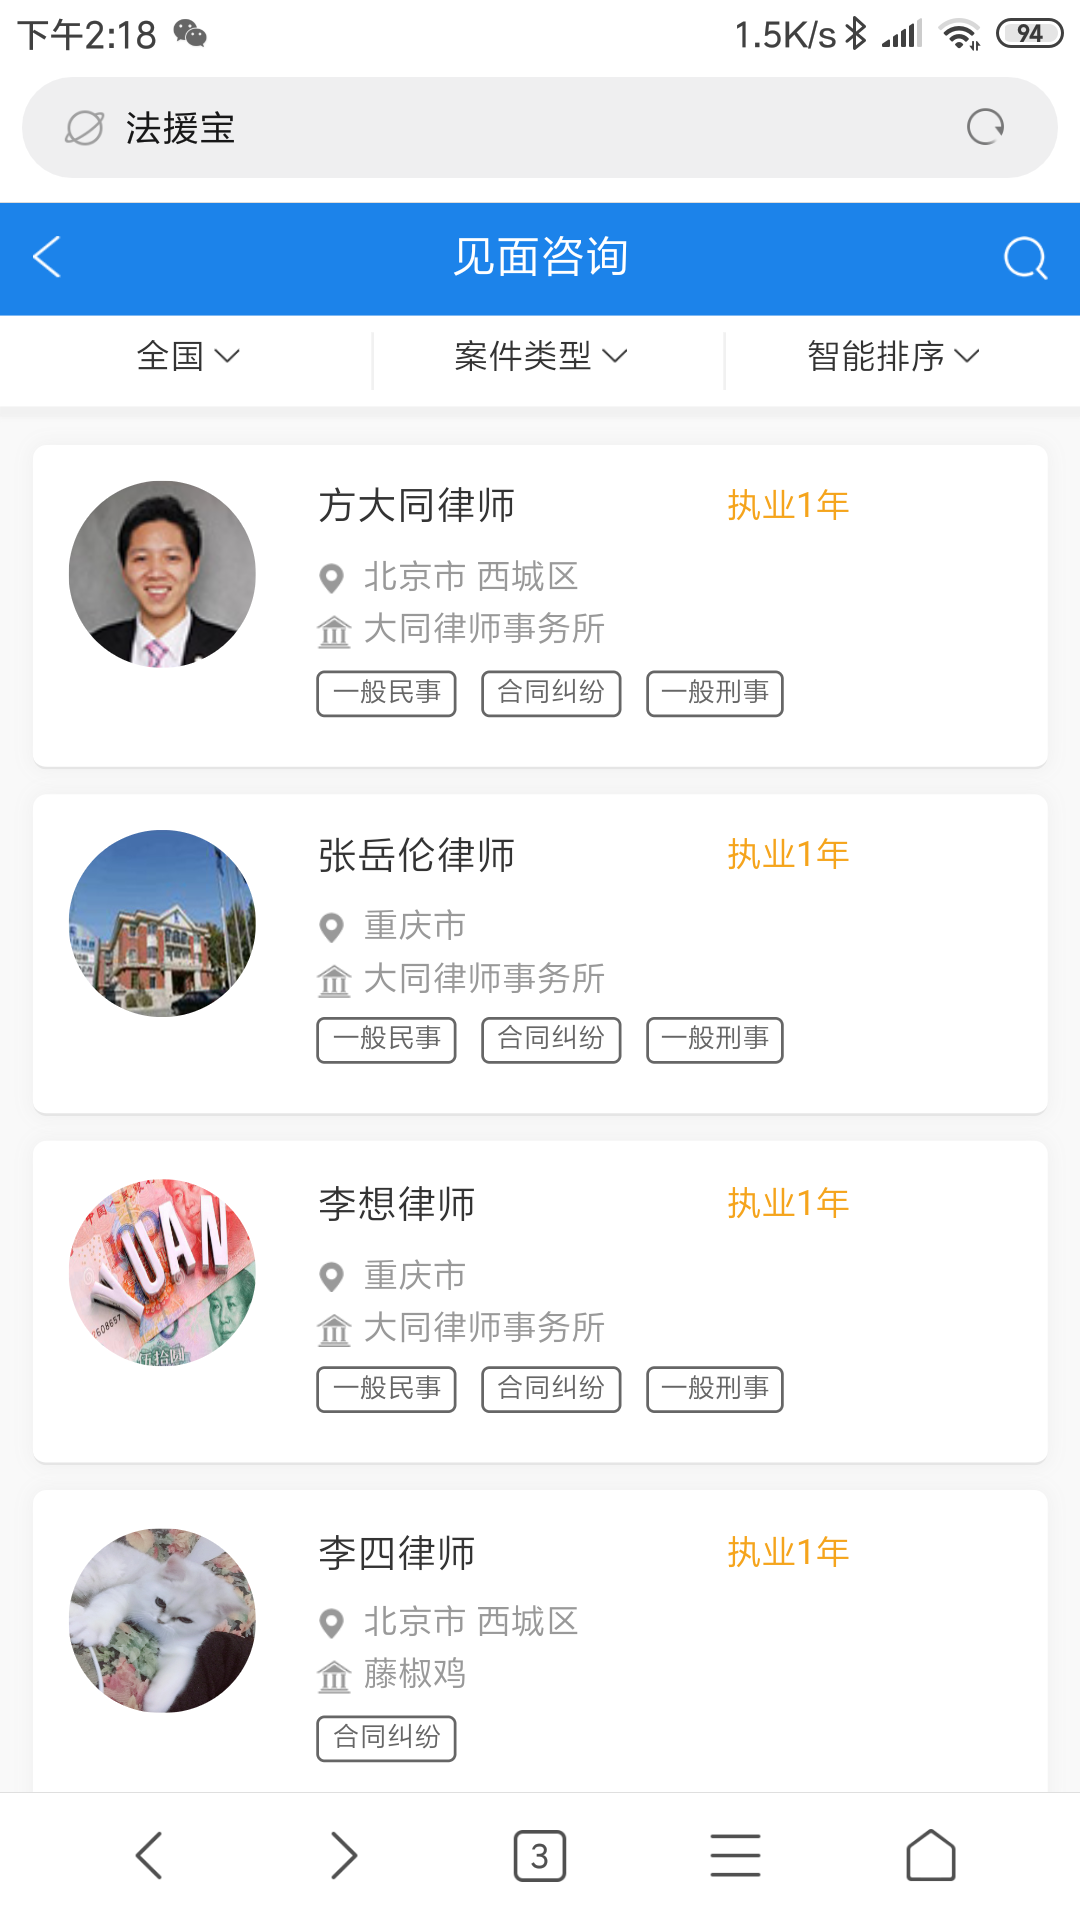 下午2:18 1.5K/s 94
法援宝
见面咨询
全国 案件类型 智能排序
方大同律师 执业1年
北京市 西城区
大同律师事务所
一般民事 合同纠纷 一般刑事
张岳伦律师 执业1年
重庆市
大同律师事务所
一般民事 合同纠纷 一般刑事
李想律师 执业1年
YUAN
重庆市
大同律师事务所
一般民事 合同纠纷 一般刑事
李四律师 执业1年
北京市 西城区
藤椒鸡
合同纠纷
3